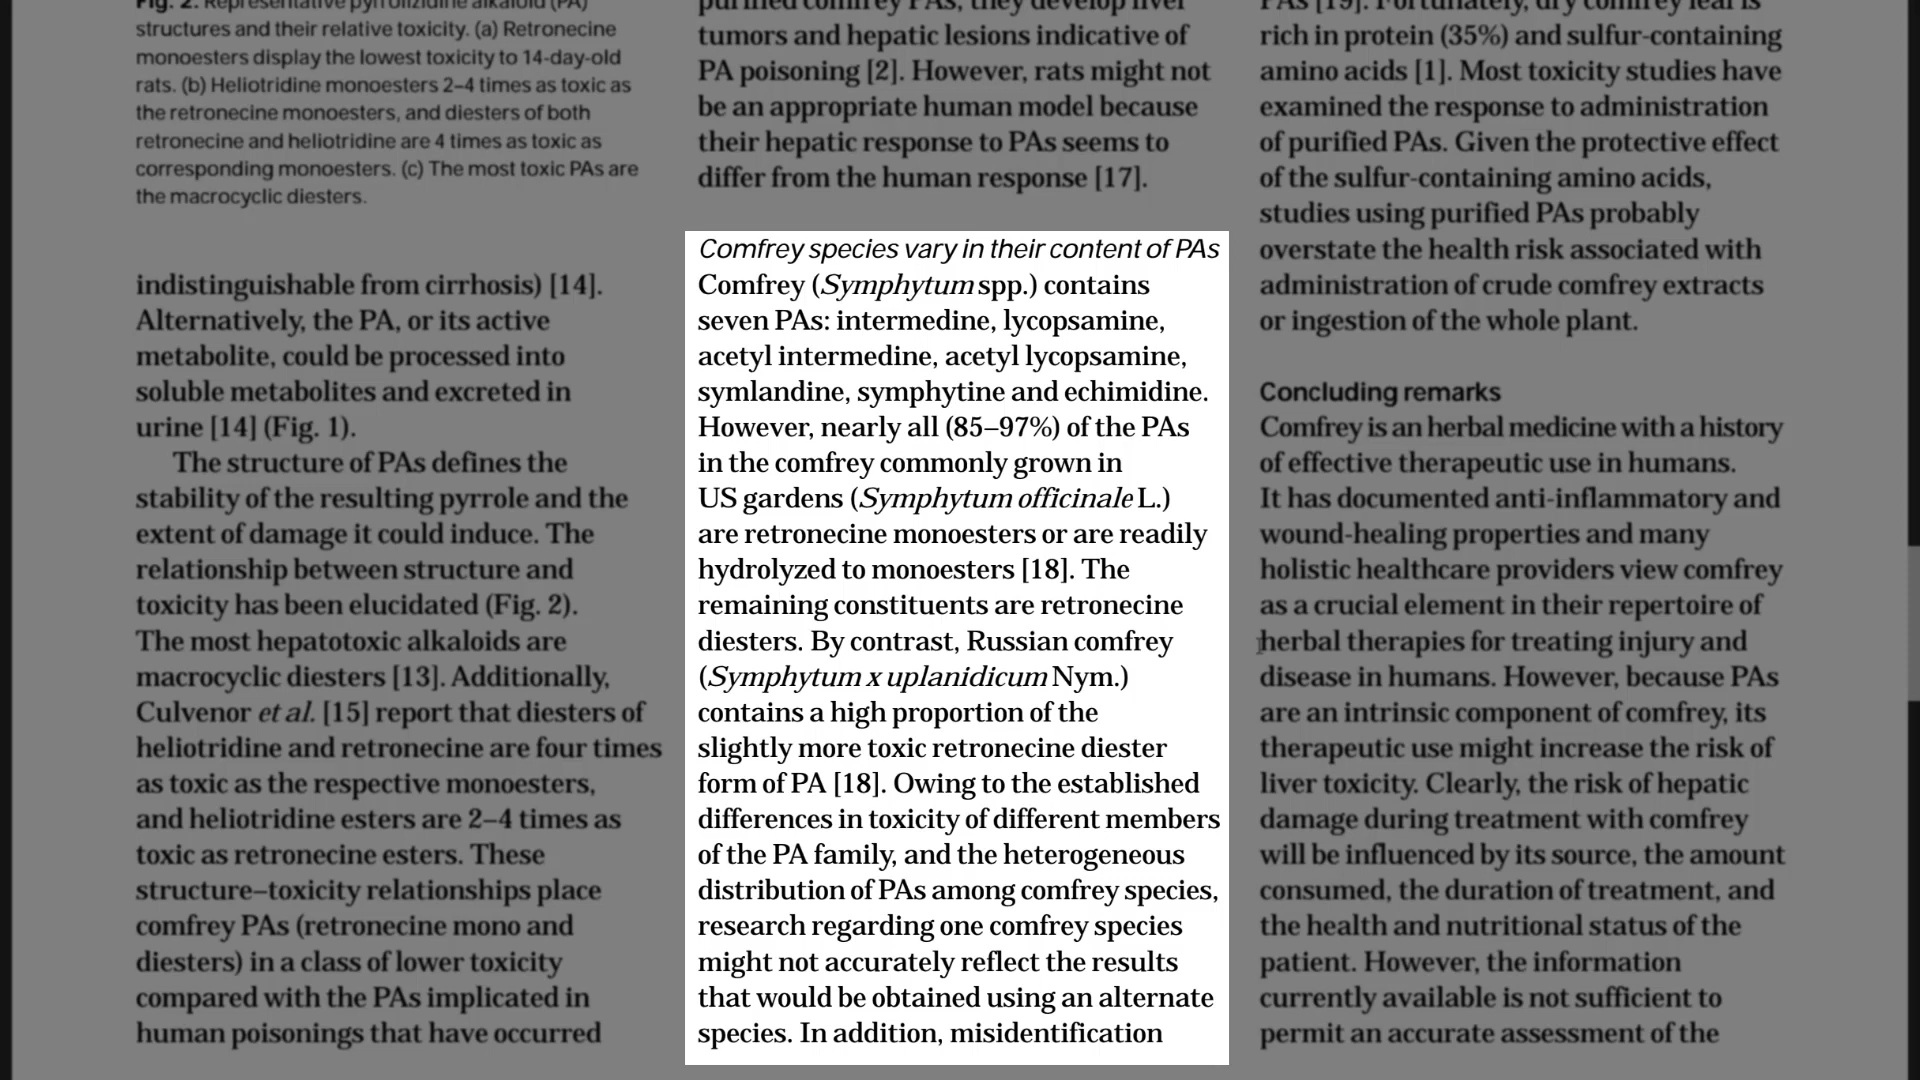 Fig. 2. Representative pyrrolizidine alkaloid (PA)
structures and their relative toxicity. (a) Retronecine
monoesters display the lowest toxicity to 14-day-old
rats. (b) Heliotridine monoesters 2–4 times as toxic as
the retronecine monoesters, and diesters of both
retronecine and heliotridine are 4 times as toxic as
corresponding monoesters. (c) The most toxic PAs are
the macrocyclic diesters.
indistinguishable from cirrhosis) [14].
Alternatively, the PA, or its active
metabolite, could be processed into
soluble metabolites and excreted in
urine [14] (Fig. 1).
The structure of PAs defines the
stability of the resulting pyrrole and the
extent of damage it could induce. The
relationship between structure and
toxicity has been elucidated (Fig. 2).
The most hepatotoxic alkaloids are
macrocyclic diesters [13]. Additionally,
Culvenor et al. [15] report that diesters of
heliotridine and retronecine are four times
as toxic as the respective monoesters,
and heliotridine esters are 2–4 times as
toxic as retronecine esters. These
structure–toxicity relationships place
comfrey PAs (retronecine mono and
diesters) in a class of lower toxicity
compared with the PAs implicated in
human poisonings that have occurred
purified comfrey PAs, they develop liver
tumors and hepatic lesions indicative of
PA poisoning [2]. However, rats might not
be an appropriate human model because
their hepatic response to PAs seems to
differ from the human response [17].
Comfrey species vary in their content of PAs
Comfrey (Symphytum spp.) contains
seven PAs: intermedine, lycopsamine,
acetyl intermedine, acetyl lycopsamine,
symlandine, symphytine and echimidine.
However, nearly all (85–97%) of the PAs
in the comfrey commonly grown in
US gardens (Symphytum officinale L.)
are retronecine monoesters or are readily
hydrolyzed to monoesters [18]. The
remaining constituents are retronecine
diesters. By contrast, Russian comfrey
(Symphytum x uplanidicum Nym.)
contains a high proportion of the
slightly more toxic retronecine diester
form of PA [18]. Owing to the established
differences in toxicity of different members
of the PA family, and the heterogeneous
distribution of PAs among comfrey species,
research regarding one comfrey species
might not accurately reflect the results
that would be obtained using an alternate
species. In addition, misidentification
PAs [19]. Fortunately, dry comfrey leaf is
rich in protein (35%) and sulfur-containing
amino acids [1]. Most toxicity studies have
examined the response to administration
of purified PAs. Given the protective effect
of the sulfur-containing amino acids,
studies using purified PAs probably
overstate the health risk associated with
administration of crude comfrey extracts
or ingestion of the whole plant.
Concluding remarks
Comfrey is an herbal medicine with a history
of effective therapeutic use in humans.
It has documented anti-inflammatory and
wound-healing properties and many
holistic healthcare providers view comfrey
as a crucial element in their repertoire of
herbal therapies for treating injury and
disease in humans. However, because PAs
are an intrinsic component of comfrey, its
therapeutic use might increase the risk of
liver toxicity. Clearly, the risk of hepatic
damage during treatment with comfrey
will be influenced by its source, the amount
consumed, the duration of treatment, and
the health and nutritional status of the
patient. However, the information
currently available is not sufficient to
permit an accurate assessment of the